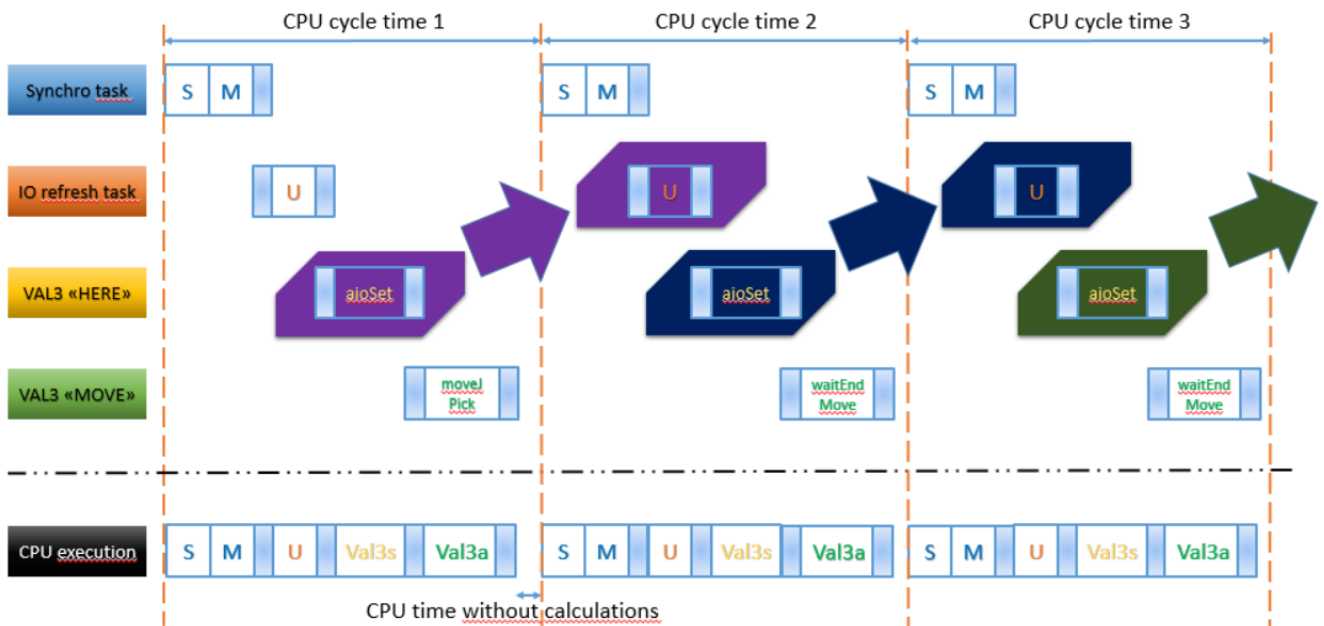 CPU cycle time 1 CPU cycle time 2 CPU cycle time 3
Synchro task S M S M S M
IO refresh task U U U
VAL3 «HERE» aioSet aioSet aioSet
VAL3 «MOVE» moveJ waitEnd waitEnd
Pick Move Move
CPU execution S M U Val3s Val3a S M U Val3s Val3a S M U Val3s Val3a
CPU time without calculations